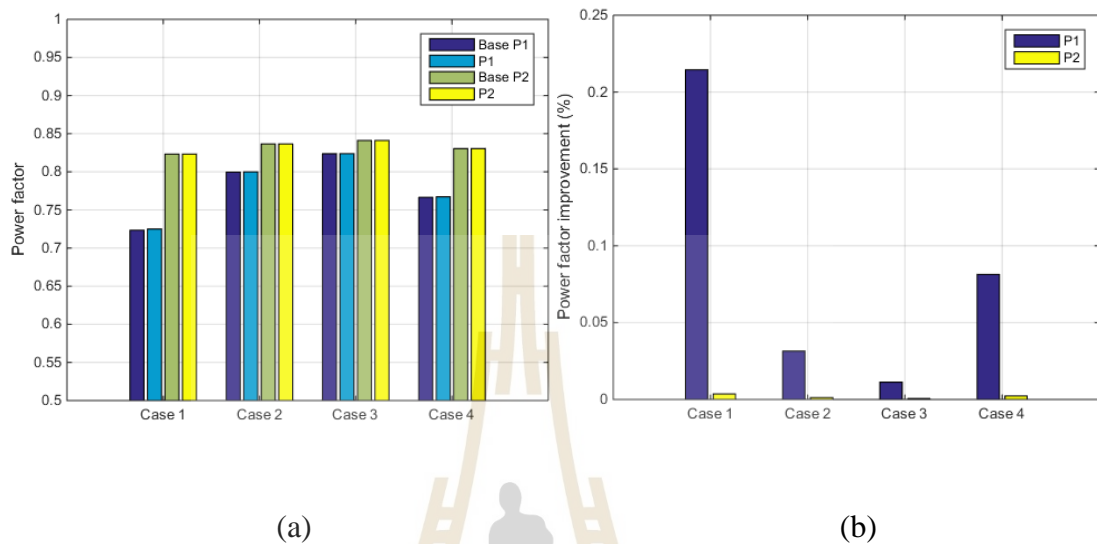 1
0.95
0.9
0.85
0.8
0.75
0.7
0.65
0.6
0.55
0.5
Power factor
Base P1
P1
Base P2
P2
Case 1 Case 2 Case 3 Case 4
(a)
0.25
0.2
0.15
0.1
0.05
0
Power factor improvement (%)
P1
P2
Case 1 Case 2 Case 3 Case 4
(b)